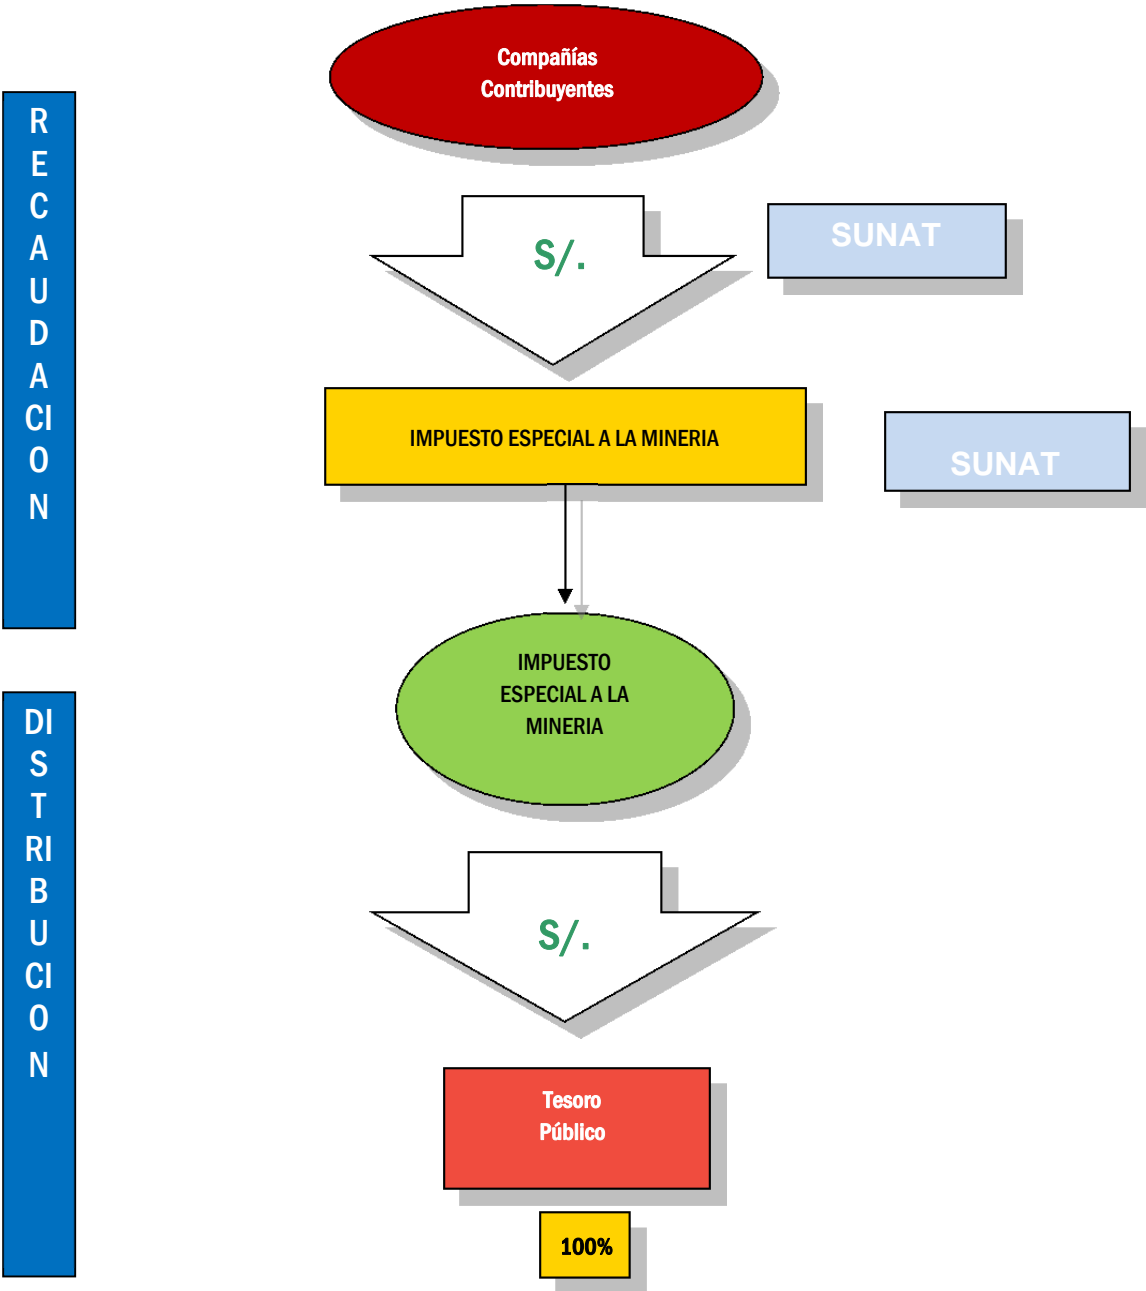 Compañías
Contribuyentes
R
E
C
A
U
D
A
CI
O
N
S/.
SUNAT
IMPUESTO ESPECIAL A LA MINERIA
SUNAT
IMPUESTO
ESPECIAL A LA
MINERIA
DI
S
T
RI
B
U
CI
O
N
S/.
Tesoro
Público
100%